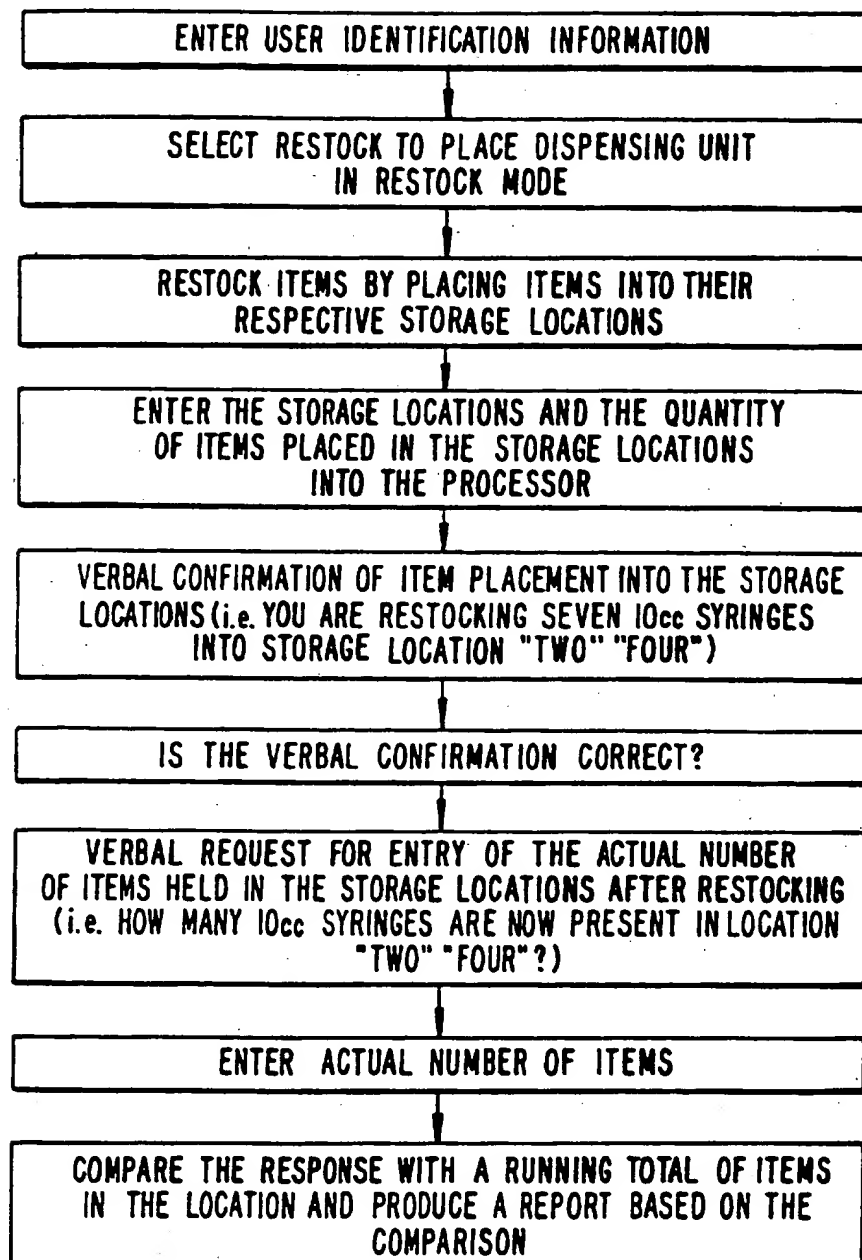 ENTER USER IDENTIFICATION INFORMATION
SELECT RESTOCK TO PLACE DISPENSING UNIT
IN RESTOCK MODE
RESTOCK ITEMS BY PLACING ITEMS INTO THEIR
RESPECTIVE STORAGE LOCATIONS
ENTER THE STORAGE LOCATIONS AND THE QUANTITY
OF ITEMS PLACED IN THE STORAGE LOCATIONS
INTO THE PROCESSOR
VERBAL CONFIRMATION OF ITEM PLACEMENT INTO THE STORAGE
LOCATIONS (i.e. YOU ARE RESTOCKING SEVEN 10cc SYRINGES
INTO STORAGE LOCATION "TWO" "FOUR")
IS THE VERBAL CONFIRMATION CORRECT?
VERBAL REQUEST FOR ENTRY OF THE ACTUAL NUMBER
OF ITEMS HELD IN THE STORAGE LOCATIONS AFTER RESTOCKING
(i.e. HOW MANY 10cc SYRINGES ARE NOW PRESENT IN LOCATION
"TWO" "FOUR"?)
ENTER ACTUAL NUMBER OF ITEMS
COMPARE THE RESPONSE WITH A RUNNING TOTAL OF ITEMS
IN THE LOCATION AND PRODUCE A REPORT BASED ON THE
COMPARISON